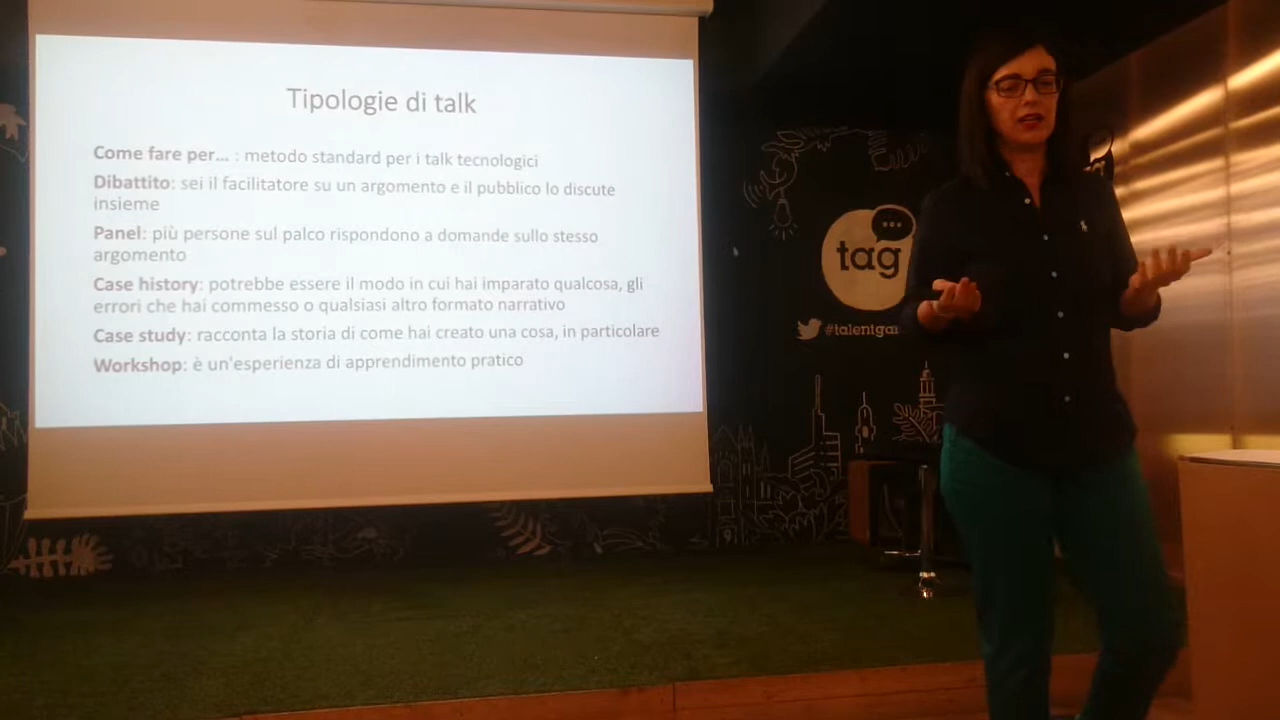 Tipologie di talk
Come fare per... : metodo standard per i talk tecnologici
Dibattito: sei il facilitatore su un argomento e il pubblico lo discute
insieme
Panel: più persone sul palco rispondono a domande sullo stesso
argomento
Case history: potrebbe essere il modo in cui hai imparato qualcosa, gli
errori che hai commesso o qualsiasi altro formato narrativo
Case study: racconta la storia di come hai creato una cosa, in particolare
Workshop: è un'esperienza di apprendimento pratico
tag